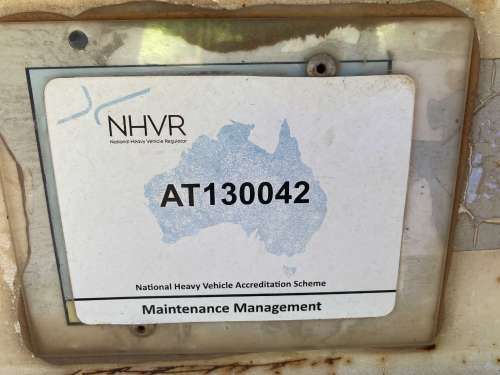 NHVR
National Heavy Vehicle Regulator
AT130042
National Heavy Vehicle Accreditation Scheme
Maintenance Management